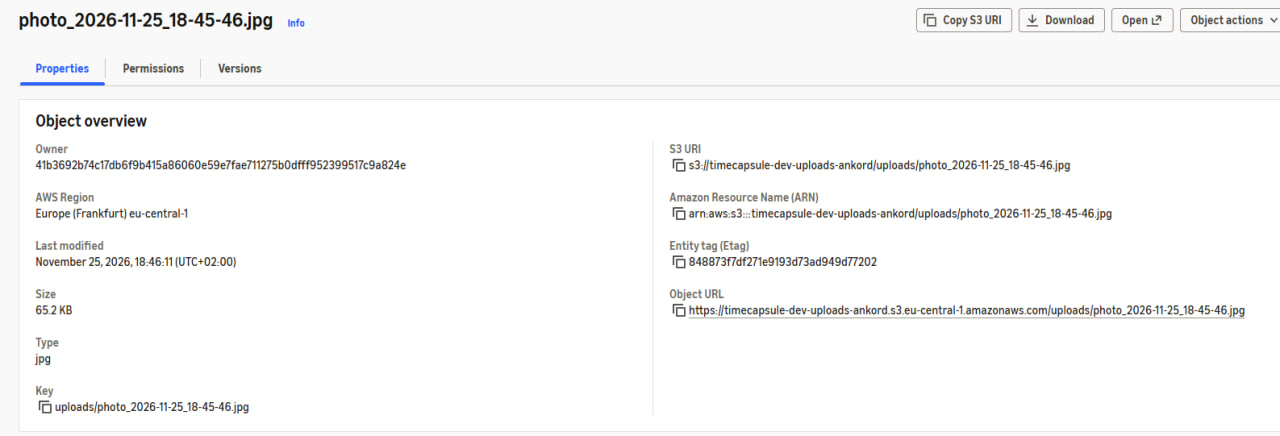 photo_2026-11-25_18-45-46.jpg Info
Copy S3 URI Download Open Object actions
Properties Permissions Versions
Object overview
Owner
41b3692b74c17db6f9b415a86060e59e7fae711275b0dfff952399517c9a824e
AWS Region
Europe (Frankfurt) eu-central-1
Last modified
November 25, 2026, 18:46:11 (UTC+02:00)
Size
65.2 KB
Type
jpg
Key
uploads/photo_2026-11-25_18-45-46.jpg
S3 URI
s3://timecapsule-dev-uploads-ankord/uploads/photo_2026-11-25_18-45-46.jpg
Amazon Resource Name (ARN)
arn:aws:s3:::timecapsule-dev-uploads-ankord/uploads/photo_2026-11-25_18-45-46.jpg
Entity tag (Etag)
848873f7df271e9193d73ad949d77202
Object URL
https://timecapsule-dev-uploads-ankord.s3.eu-central-1.amazonaws.com/uploads/photo_2026-11-25_18-45-46.jpg